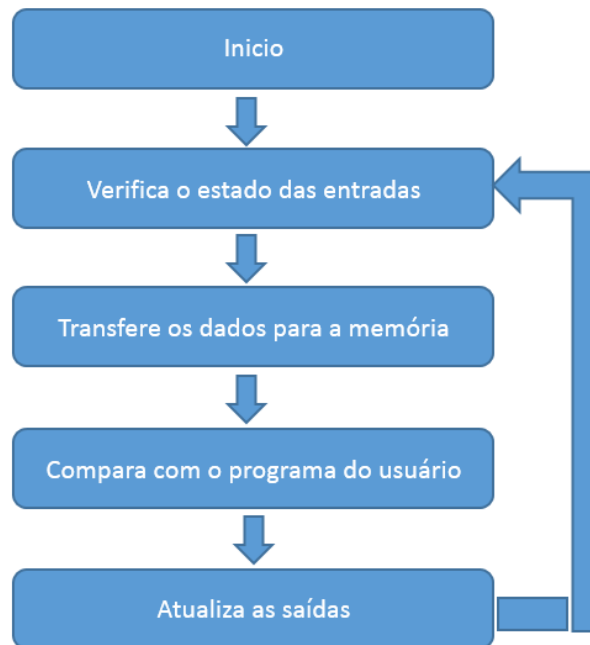 Inicio
Verifica o estado das entradas
Transfere os dados para a memória
Compara com o programa do usuário
Atualiza as saídas